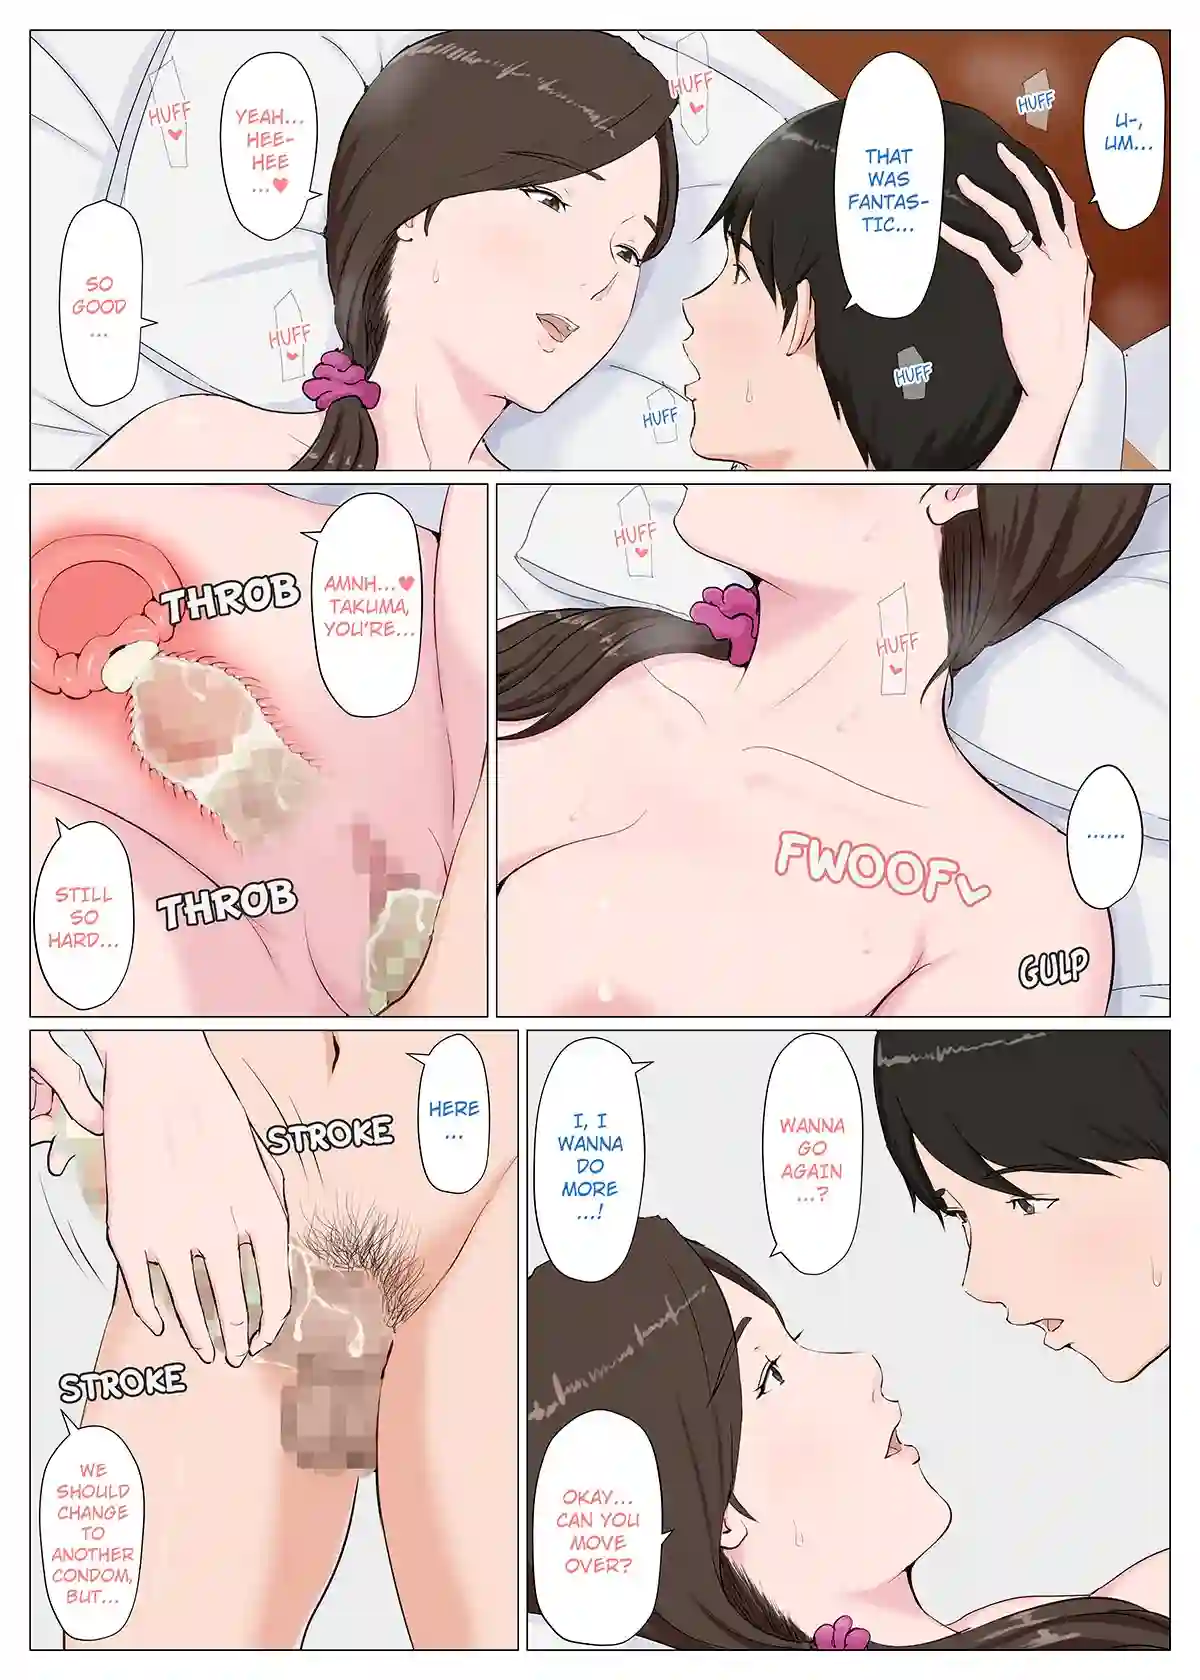 U-,
UM...
HUFF
THAT
WAS
FANTAS-
TIC...
HUFF
HUFF
HUFF
YEAH...
HEE-
HEE
...♥
HUFF
♥
HUFF
♥
HUFF
♥
SO
GOOD
...
HUFF
♥
HUFF
♥
......
FWOOF♥
GULP
AMNH...♥
TAKUMA,
YOU'RE...
THROB
THROB
STILL
SO
HARD...
WANNA
GO
AGAIN
...?
I, I
WANNA
DO
MORE
...!
OKAY...
CAN YOU
MOVE
OVER?
HERE
...
STROKE
STROKE
WE
SHOULD
CHANGE
TO
ANOTHER
CONDOM,
BUT...